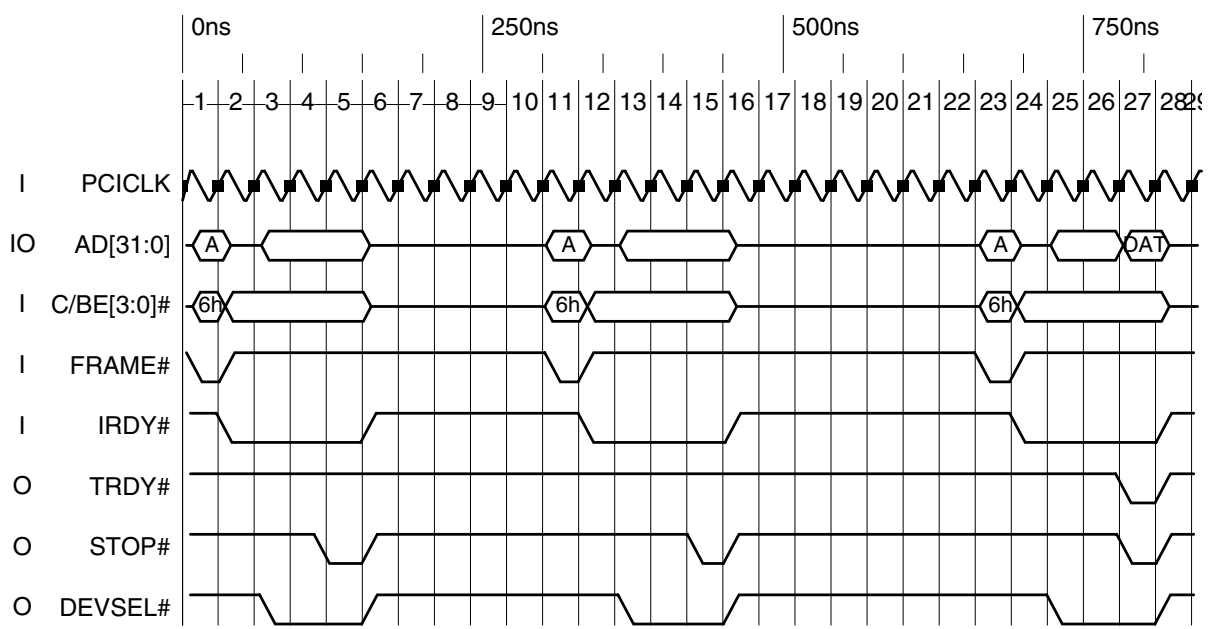 0ns 250ns 500ns 750ns
1 2 3 4 5 6 7 8 9 10 11 12 13 14 15 16 17 18 19 20 21 22 23 24 25 26 27 28 29
I PCICLK
IO AD[31:0] A A A DAT
I C/BE[3:0]# 6h 6h 6h
I FRAME#
I IRDY#
O TRDY#
O STOP#
O DEVSEL#